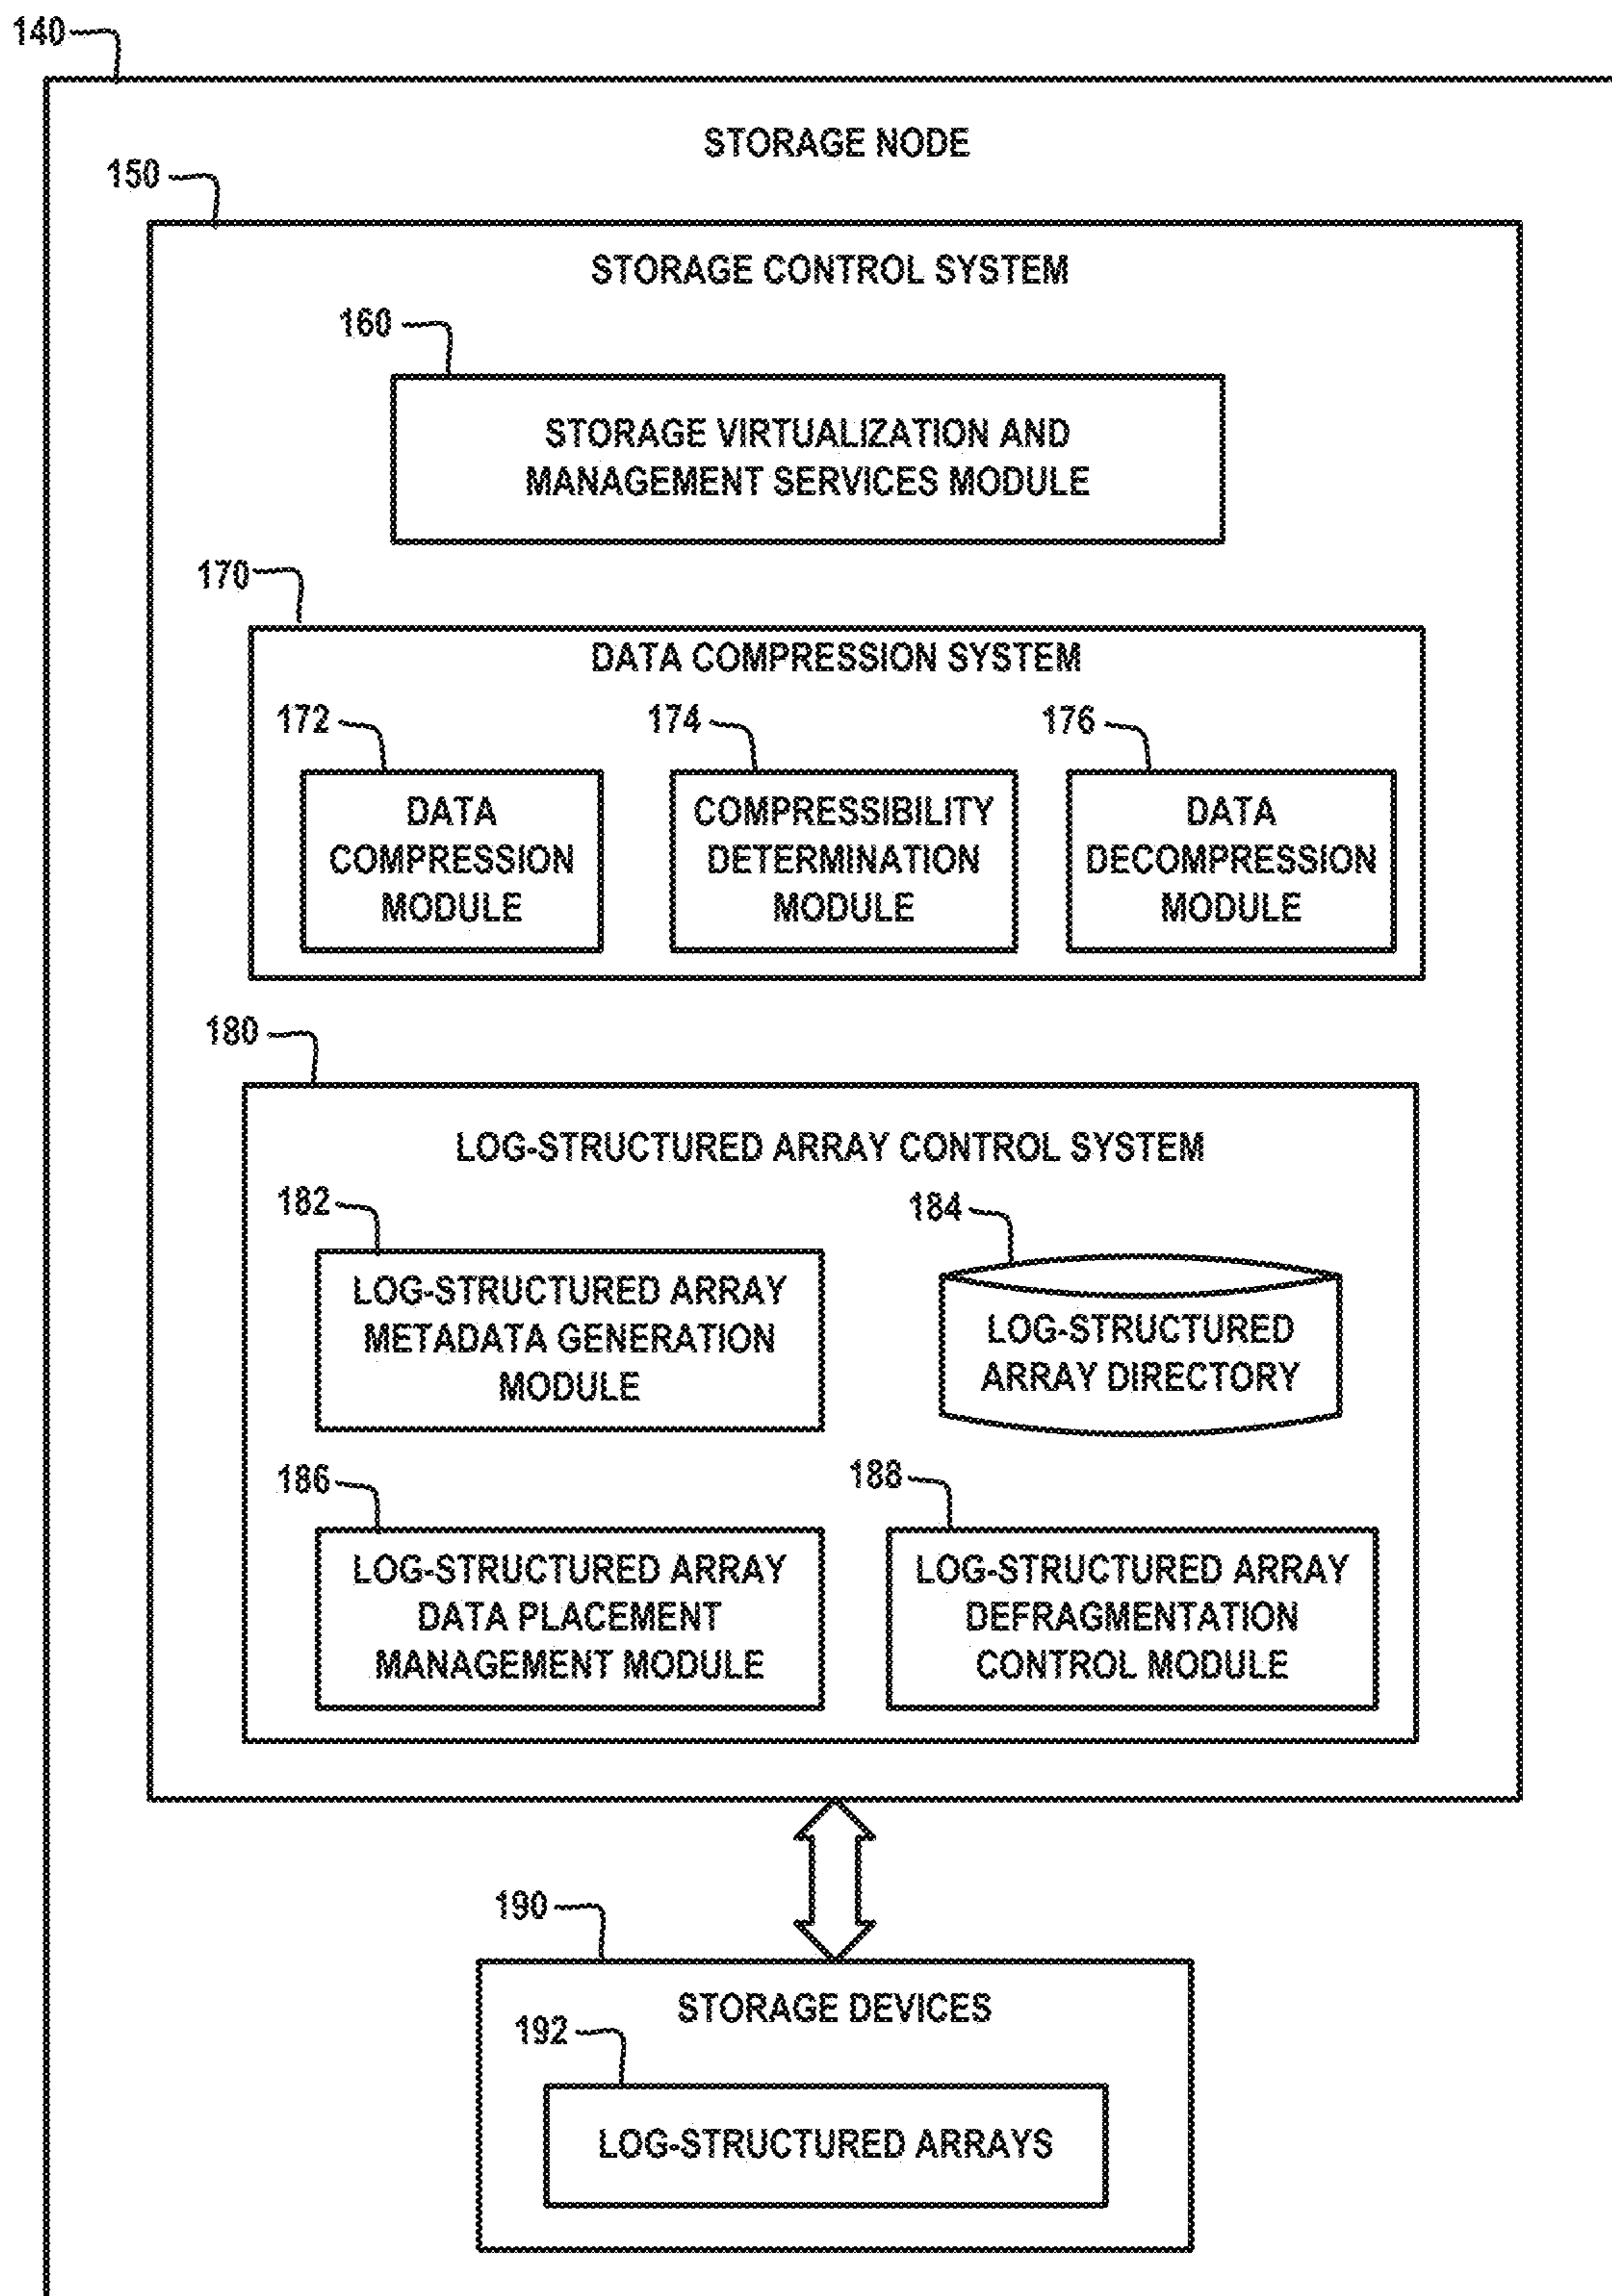 140
STORAGE NODE
150
STORAGE CONTROL SYSTEM
160
STORAGE VIRTUALIZATION AND
MANAGEMENT SERVICES MODULE
170
DATA COMPRESSION SYSTEM
172
174
176
DATA
COMPRESSION
MODULE
COMPRESSIBILITY
DETERMINATION
MODULE
DATA
DECOMPRESSION
MODULE
180
LOG-STRUCTURED ARRAY CONTROL SYSTEM
182
184
LOG-STRUCTURED ARRAY
METADATA GENERATION
MODULE
LOG-STRUCTURED
ARRAY DIRECTORY
186
188
LOG-STRUCTURED ARRAY
DATA PLACEMENT
MANAGEMENT MODULE
LOG-STRUCTURED ARRAY
DEFRAGMENTATION
CONTROL MODULE
190
STORAGE DEVICES
192
LOG-STRUCTURED ARRAYS